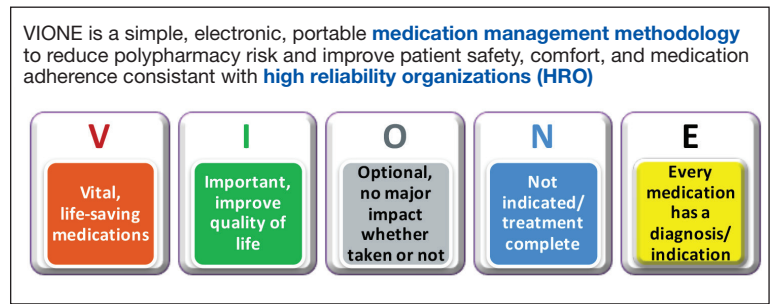 VIONE is a simple, electronic, portable medication management methodology
to reduce polypharmacy risk and improve patient safety, comfort, and medication
adherence consistant with high reliability organizations (HRO)
V
Vital,
life-saving
medications
I
Important,
improve
quality of
life
O
Optional,
no major
impact
whether
taken or not
N
Not
indicated/
treatment
complete
E
Every
medication
has a
diagnosis/
indication